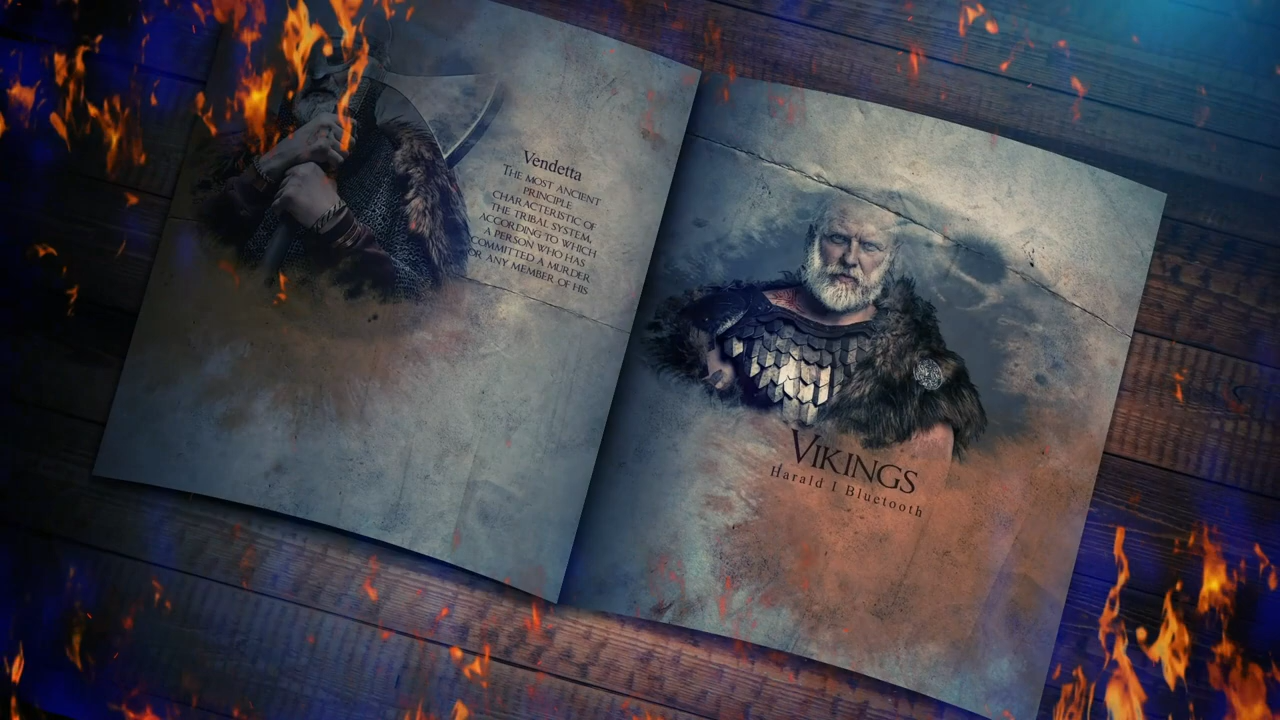 Vendetta
The most ancient
principle
characteristic of
the tribal system,
according to which
a person who has
committed a murder
or any member of his
Vikings
Harald I Bluetooth